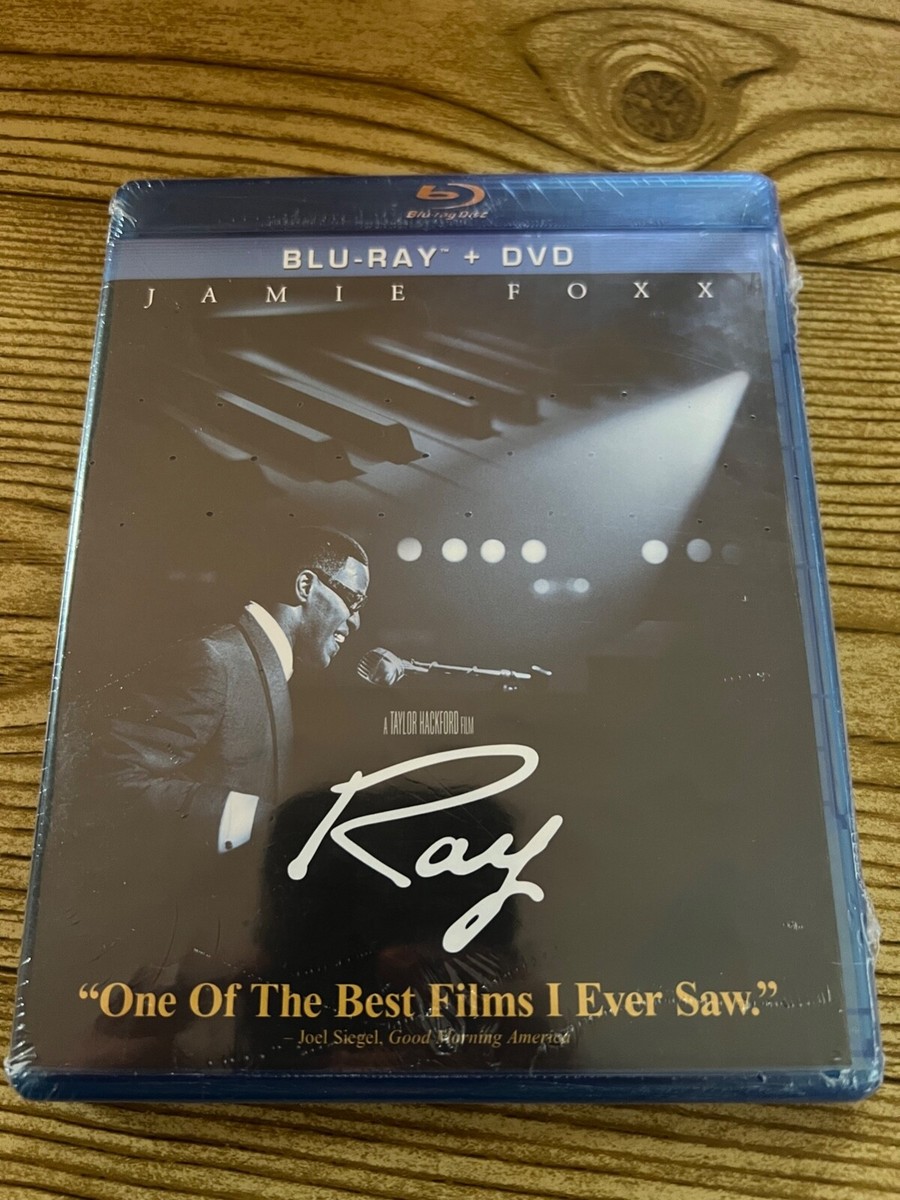 Blu-ray Disc
BLU-RAY™ + DVD
JAMIE FOXX
A TAYLOR HACKFORD FILM
Ray
“One Of The Best Films I Ever Saw.”
– Joel Siegel, Good Morning America